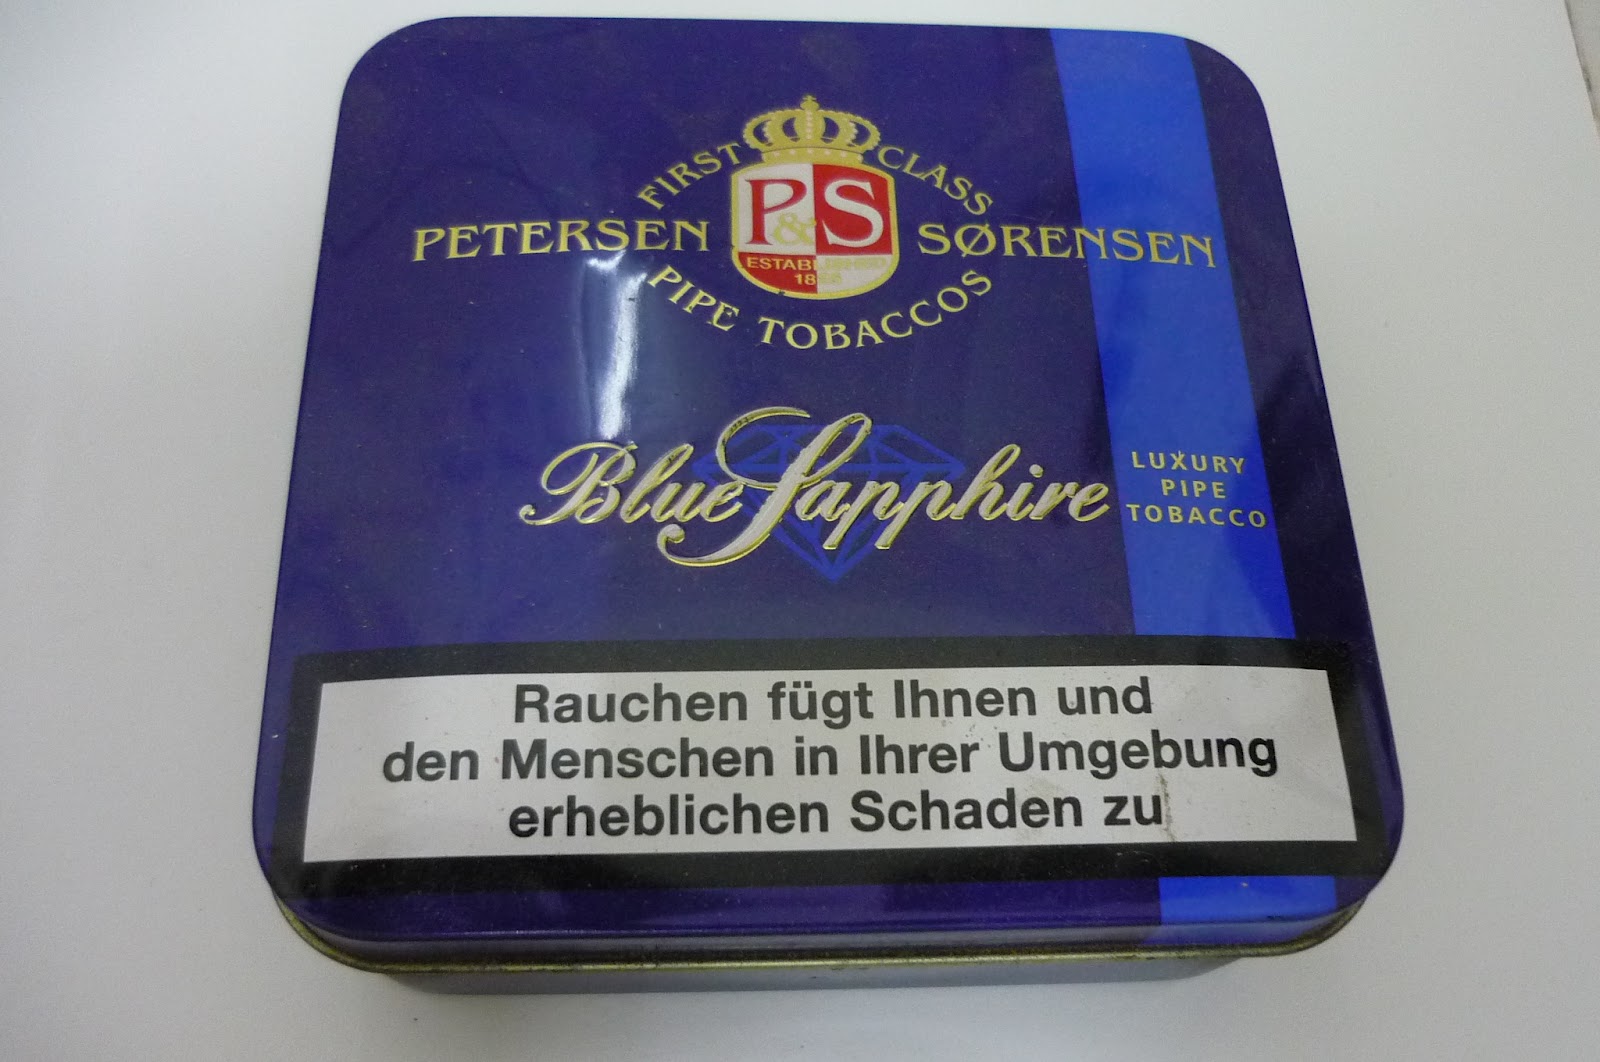 FIRST CLASS
PETERSEN P&S SØRENSEN
ESTABLISHED
PIPE TOBACCOS
Blue Sapphire
LUXURY
PIPE
TOBACCO
Rauchen fügt Ihnen und
den Menschen in Ihrer Umgebung
erheblichen Schaden zu